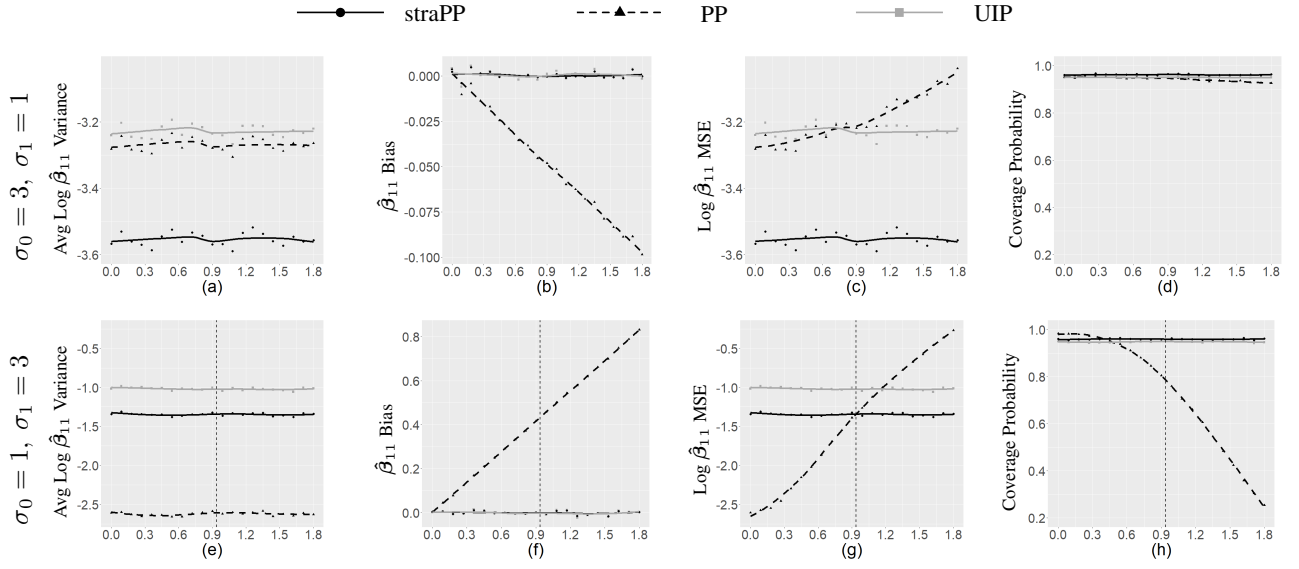 straPP PP UIP
σ₀ = 3, σ₁ = 1
Avg Log β̂₁₁ Variance
-3.2
-3.4
-3.6
0.0 0.3 0.6 0.9 1.2 1.5 1.8
(a)
β̂₁₁ Bias
0.000
-0.025
-0.050
-0.075
-0.100
0.0 0.3 0.6 0.9 1.2 1.5 1.8
(b)
Log β̂₁₁ MSE
-3.2
-3.4
-3.6
0.0 0.3 0.6 0.9 1.2 1.5 1.8
(c)
Coverage Probability
1.0
0.8
0.6
0.4
0.2
0.0 0.3 0.6 0.9 1.2 1.5 1.8
(d)
σ₀ = 1, σ₁ = 3
Avg Log β̂₁₁ Variance
-0.5
-1.0
-1.5
-2.0
-2.5
0.0 0.3 0.6 0.9 1.2 1.5 1.8
(e)
β̂₁₁ Bias
0.8
0.6
0.4
0.2
0.0
0.0 0.3 0.6 0.9 1.2 1.5 1.8
(f)
Log β̂₁₁ MSE
-0.5
-1.0
-1.5
-2.0
-2.5
0.0 0.3 0.6 0.9 1.2 1.5 1.8
(g)
Coverage Probability
1.0
0.8
0.6
0.4
0.2
0.0 0.3 0.6 0.9 1.2 1.5 1.8
(h)